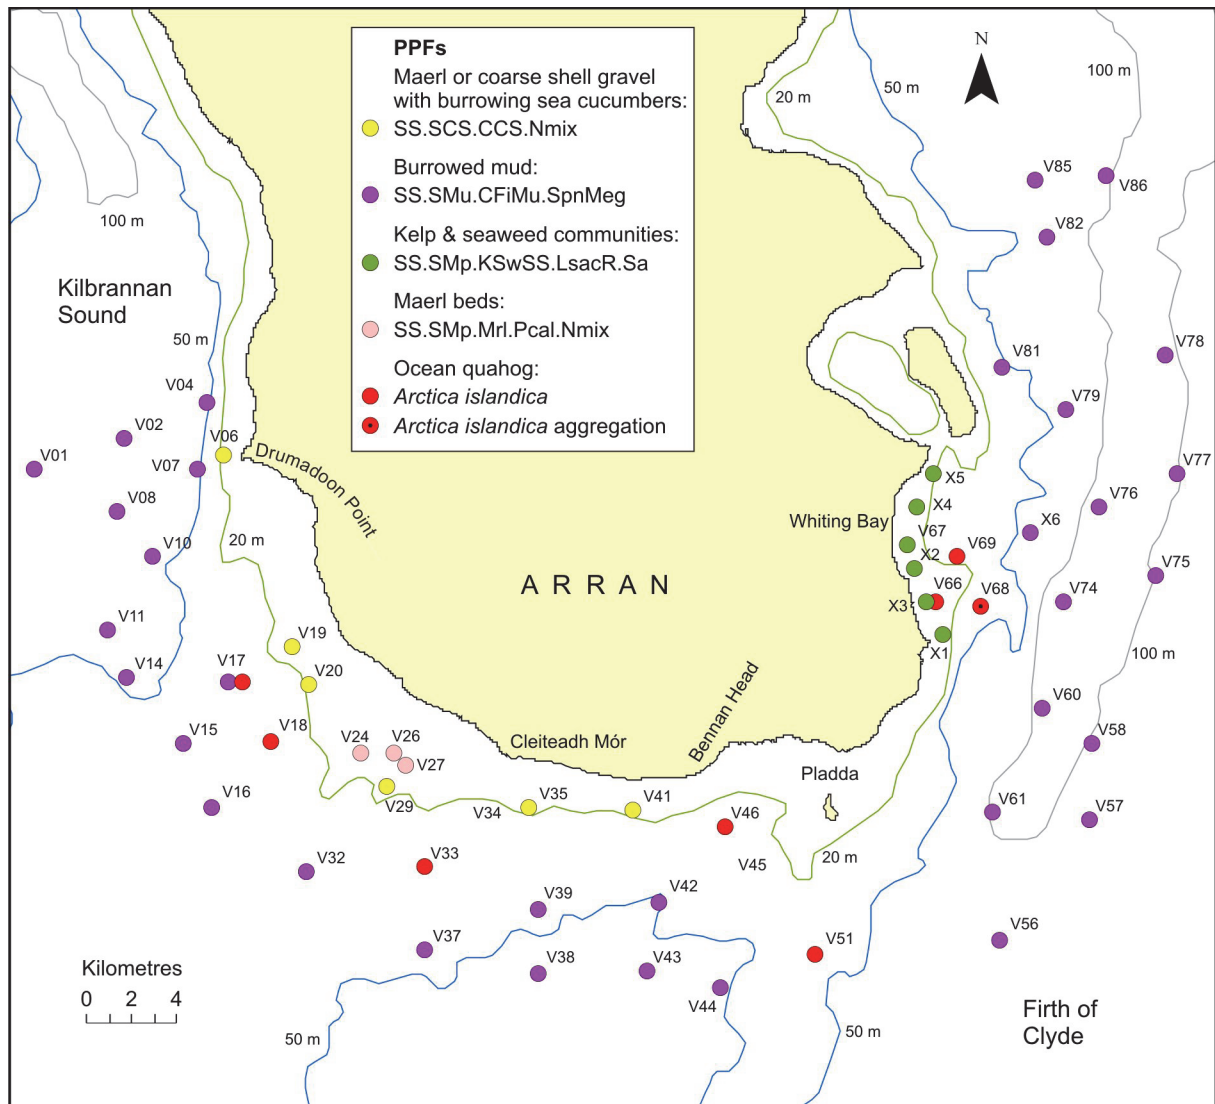 PPFs
Maerl or coarse shell gravel
with burrowing sea cucumbers:
SS.SCS.CCS.Nmix
Burrowed mud:
SS.SMu.CFiMu.SpnMeg
Kelp & seaweed communities:
SS.SMp.KSwSS.LsacR.Sa
Maerl beds:
SS.SMp.Mrl.Pcal.Nmix
Ocean quahog:
Arctica islandica
Arctica islandica aggregation
N
100 m
50 m
20 m
V85
V86
100 m
V82
Kilbrannan
Sound
50 m
V81
V78
V04
V79
V02
V06
V01
V07
Drumadoon Point
X5
V77
V08
X4
V76
Whiting Bay
V67
X6
20 m
V10
X2
V69
V75
ARRAN
V66
V68
V74
X3
V11
V19
X1
100 m
V14
V17
V20
Bennan Head
V60
V15
V18
V24
V26
Cleiteadh Mór
V58
V27
Pladda
V16
V29
V34
V35
V41
V46
V61
V57
V32
V33
V45
20 m
V39
V42
V37
V38
V43
V51
V56
Kilometres
0 2 4
V44
Firth of
Clyde
50 m
50 m